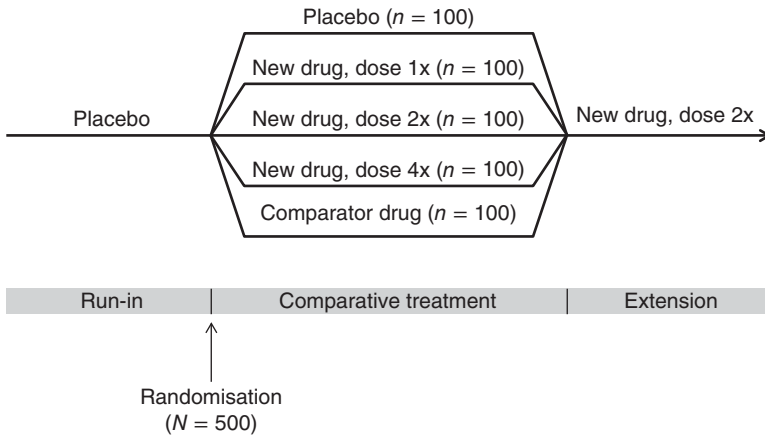 Placebo (n = 100)
New drug, dose 1x (n = 100)
Placebo
New drug, dose 2x (n = 100)
New drug, dose 2x
New drug, dose 4x (n = 100)
Comparator drug (n = 100)
Run-in
Comparative treatment
Extension
Randomisation
(N = 500)